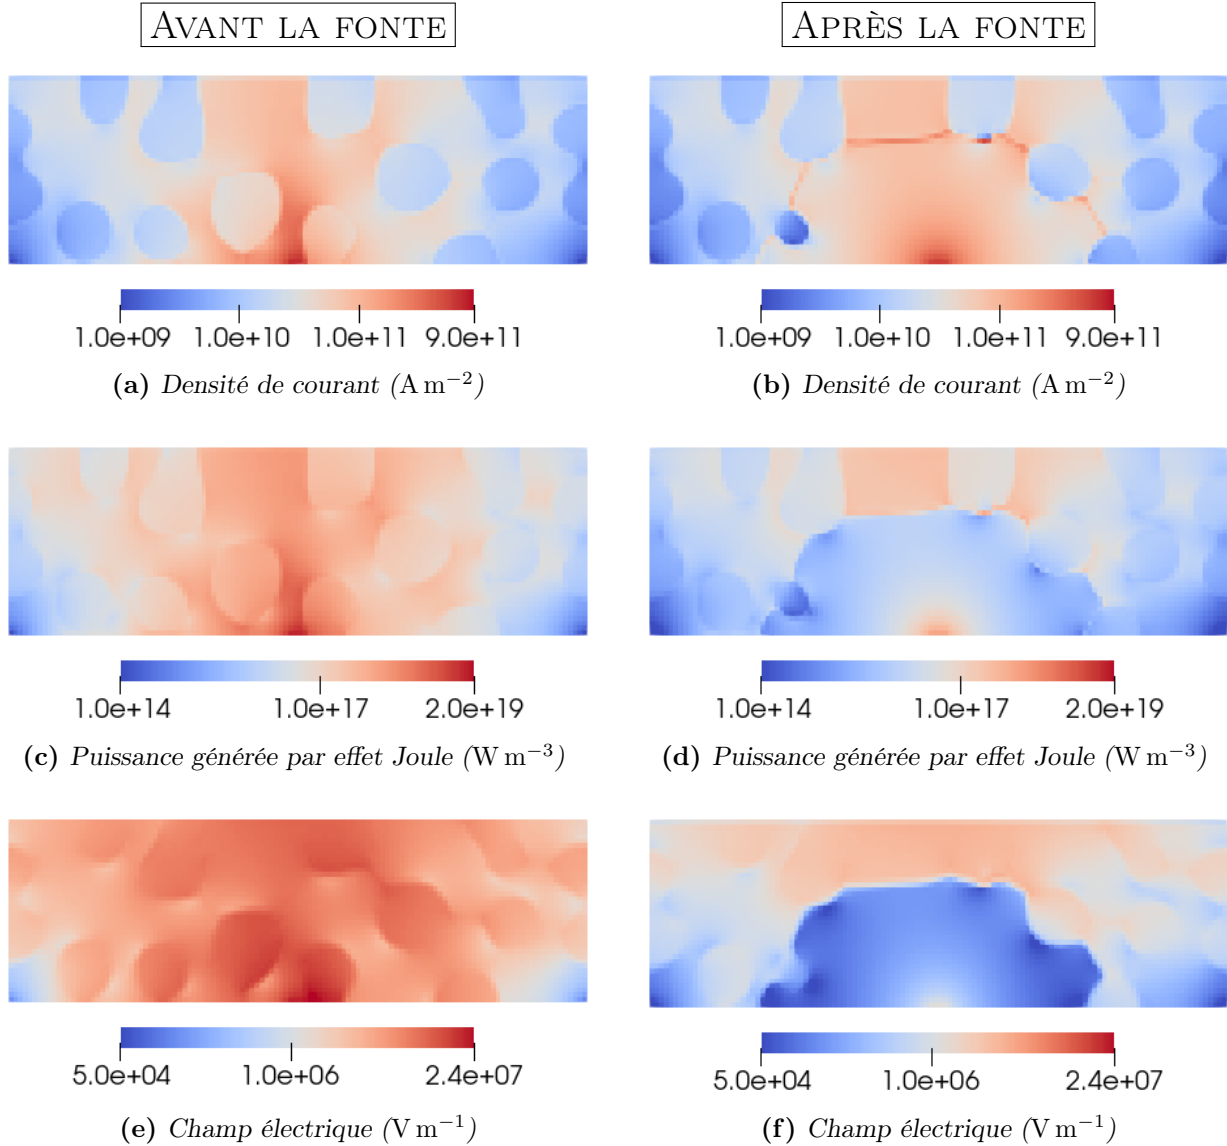 AVANT LA FONTE
APRÈS LA FONTE
1.0e+09 1.0e+10 1.0e+11 9.0e+11
1.0e+09 1.0e+10 1.0e+11 9.0e+11
(a) Densité de courant (A m⁻²)
(b) Densité de courant (A m⁻²)
1.0e+14 1.0e+17 2.0e+19
1.0e+14 1.0e+17 2.0e+19
(c) Puissance générée par effet Joule (W m⁻³)
(d) Puissance générée par effet Joule (W m⁻³)
5.0e+04 1.0e+06 2.4e+07
5.0e+04 1.0e+06 2.4e+07
(e) Champ électrique (V m⁻¹)
(f) Champ électrique (V m⁻¹)